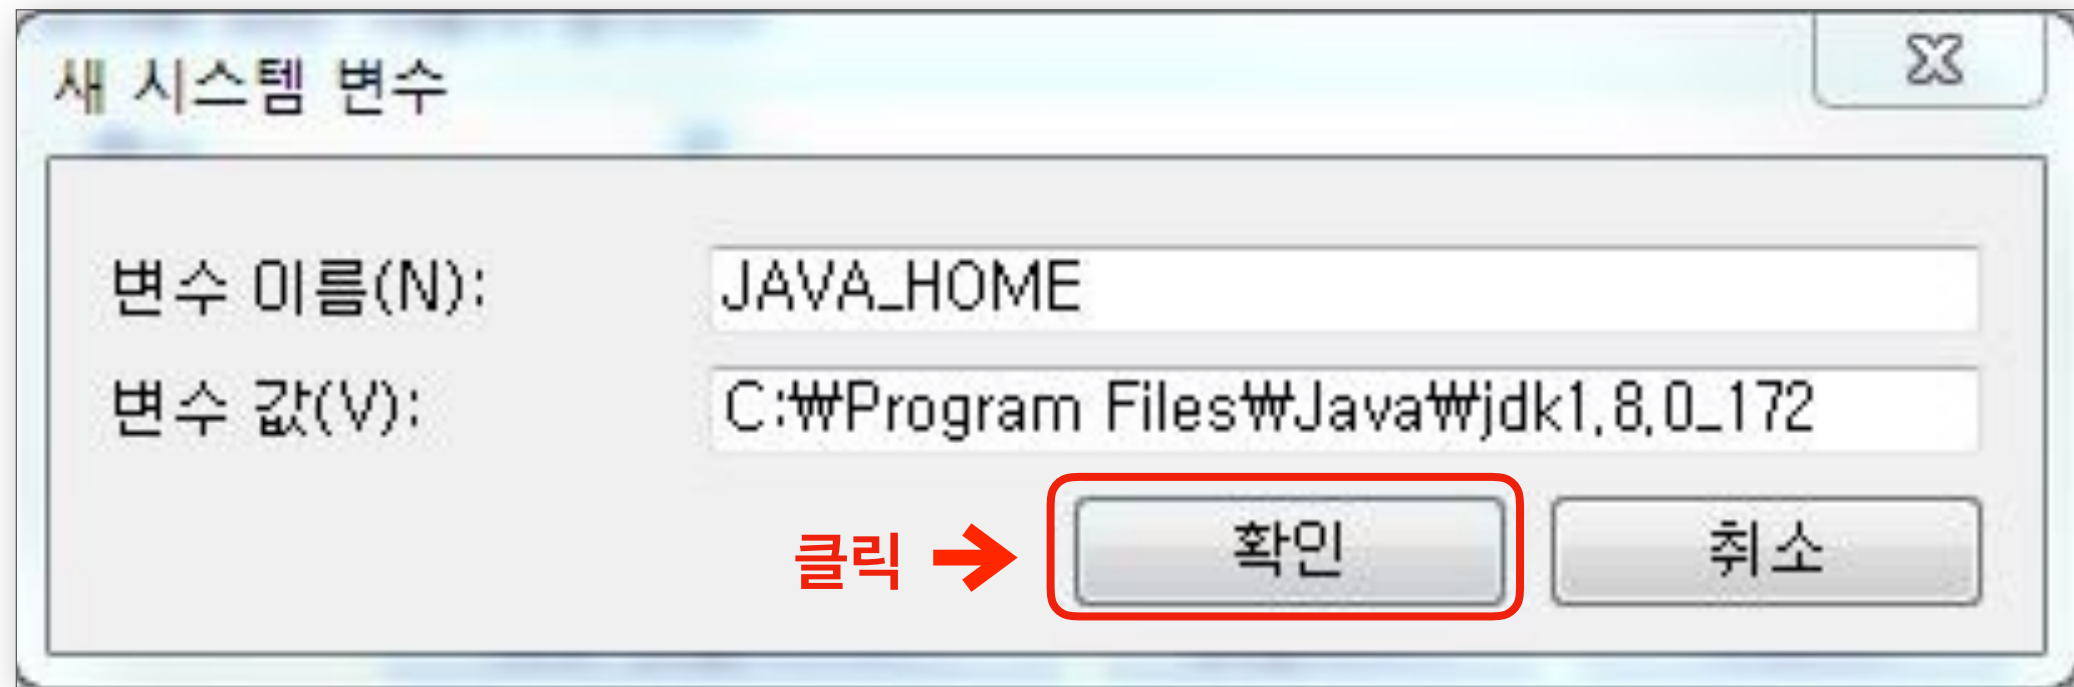 새 시스템 변수
변수 이름(N): JAVA_HOME
변수 값(V): C:₩Program Files₩Java₩jdk1.8.0_172
클릭 → 확인 취소